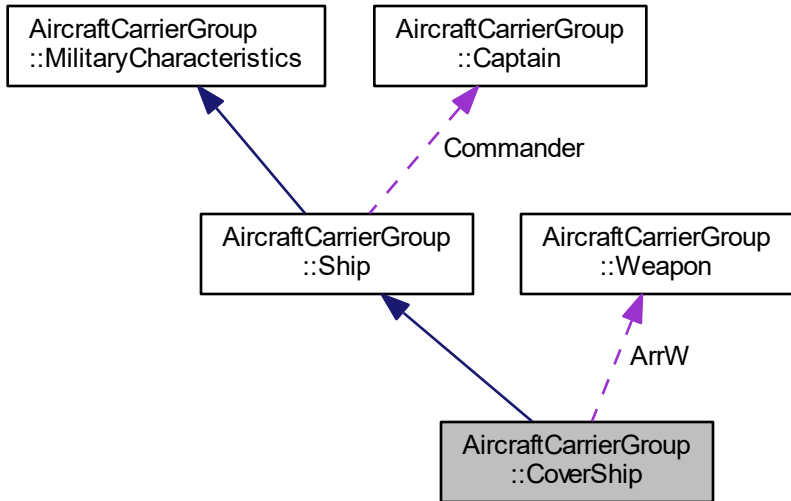 AircraftCarrierGroup
::MilitaryCharacteristics
AircraftCarrierGroup
::Captain
Commander
AircraftCarrierGroup
::Ship
AircraftCarrierGroup
::Weapon
ArrW
AircraftCarrierGroup
::CoverShip